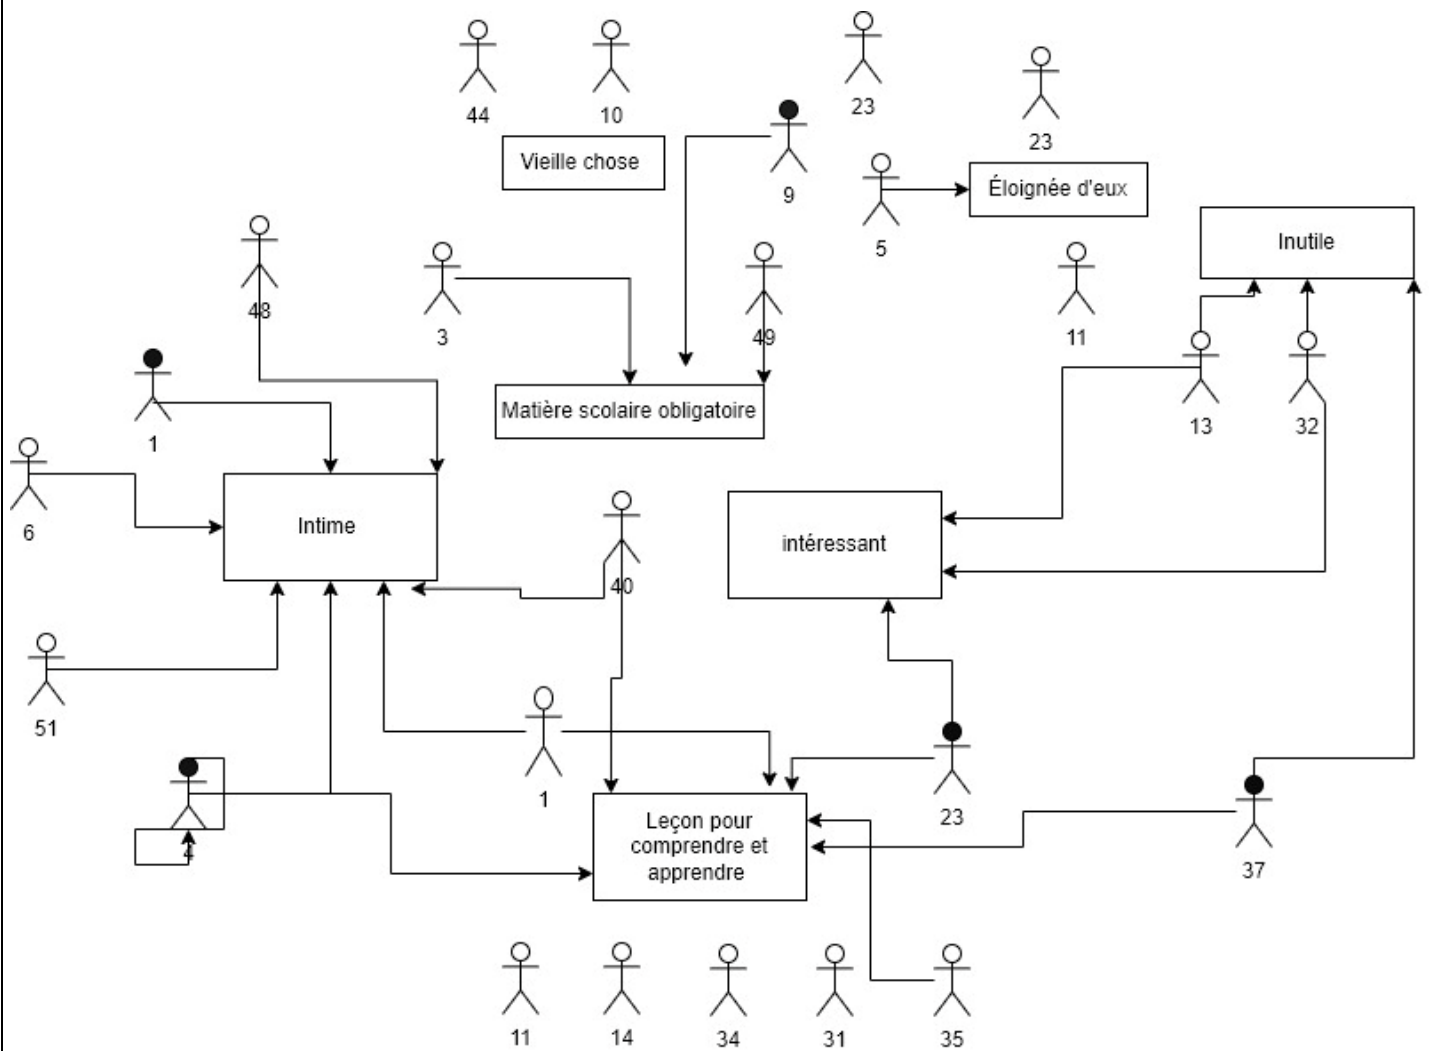 44
10
23
23
Vieille chose
9
Éloignée d'eux
5
Inutile
48
3
49
11
1
Matière scolaire obligatoire
13
32
6
Intime
intéressant
40
51
1
23
4
Leçon pour
comprendre et
apprendre
37
11
14
34
31
35